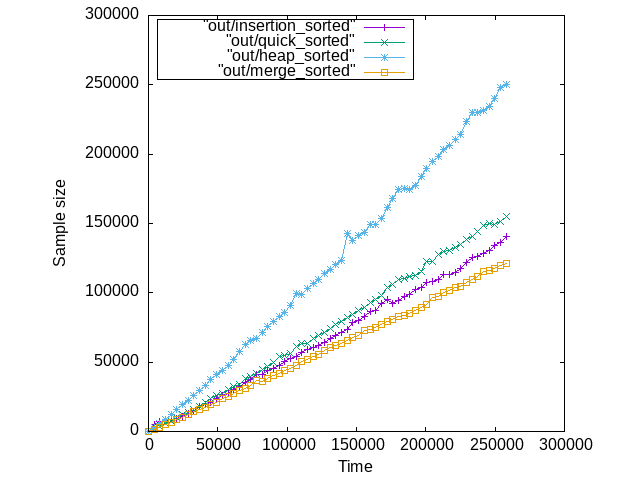 300000
250000
200000
150000
100000
50000
0
Sample size
"out/insertion_sorted"
"out/quick_sorted"
"out/heap_sorted"
"out/merge_sorted"
0 50000 100000 150000 200000 250000 300000
Time